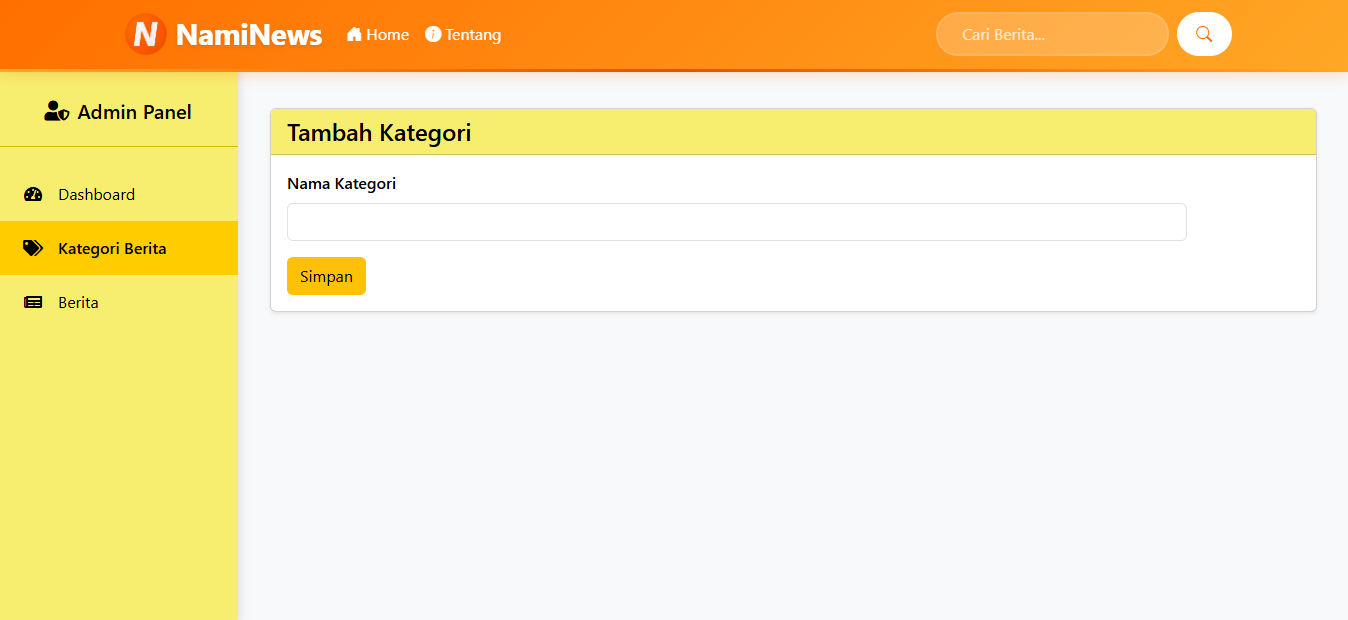 N NamiNews Home Tentang Cari Berita...
Admin Panel
Dashboard
Kategori Berita
Berita
Tambah Kategori
Nama Kategori
Simpan